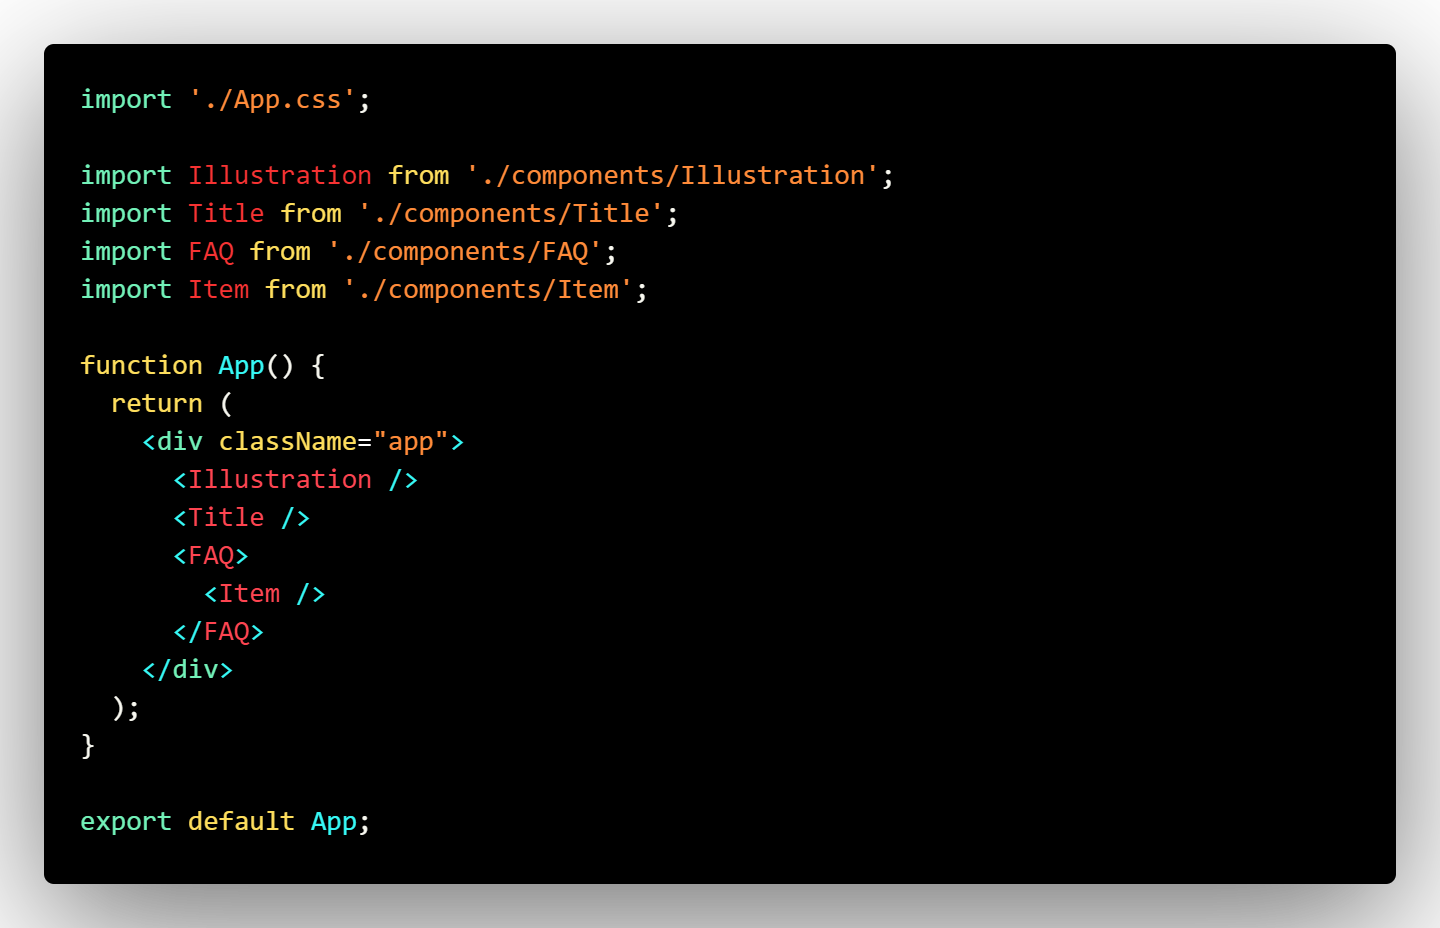 import './App.css';

import Illustration from './components/Illustration';
import Title from './components/Title';
import FAQ from './components/FAQ';
import Item from './components/Item';

function App() {
  return (
    <div className="app">
      <Illustration />
      <Title />
      <FAQ>
        <Item />
      </FAQ>
    </div>
  );
}

export default App;